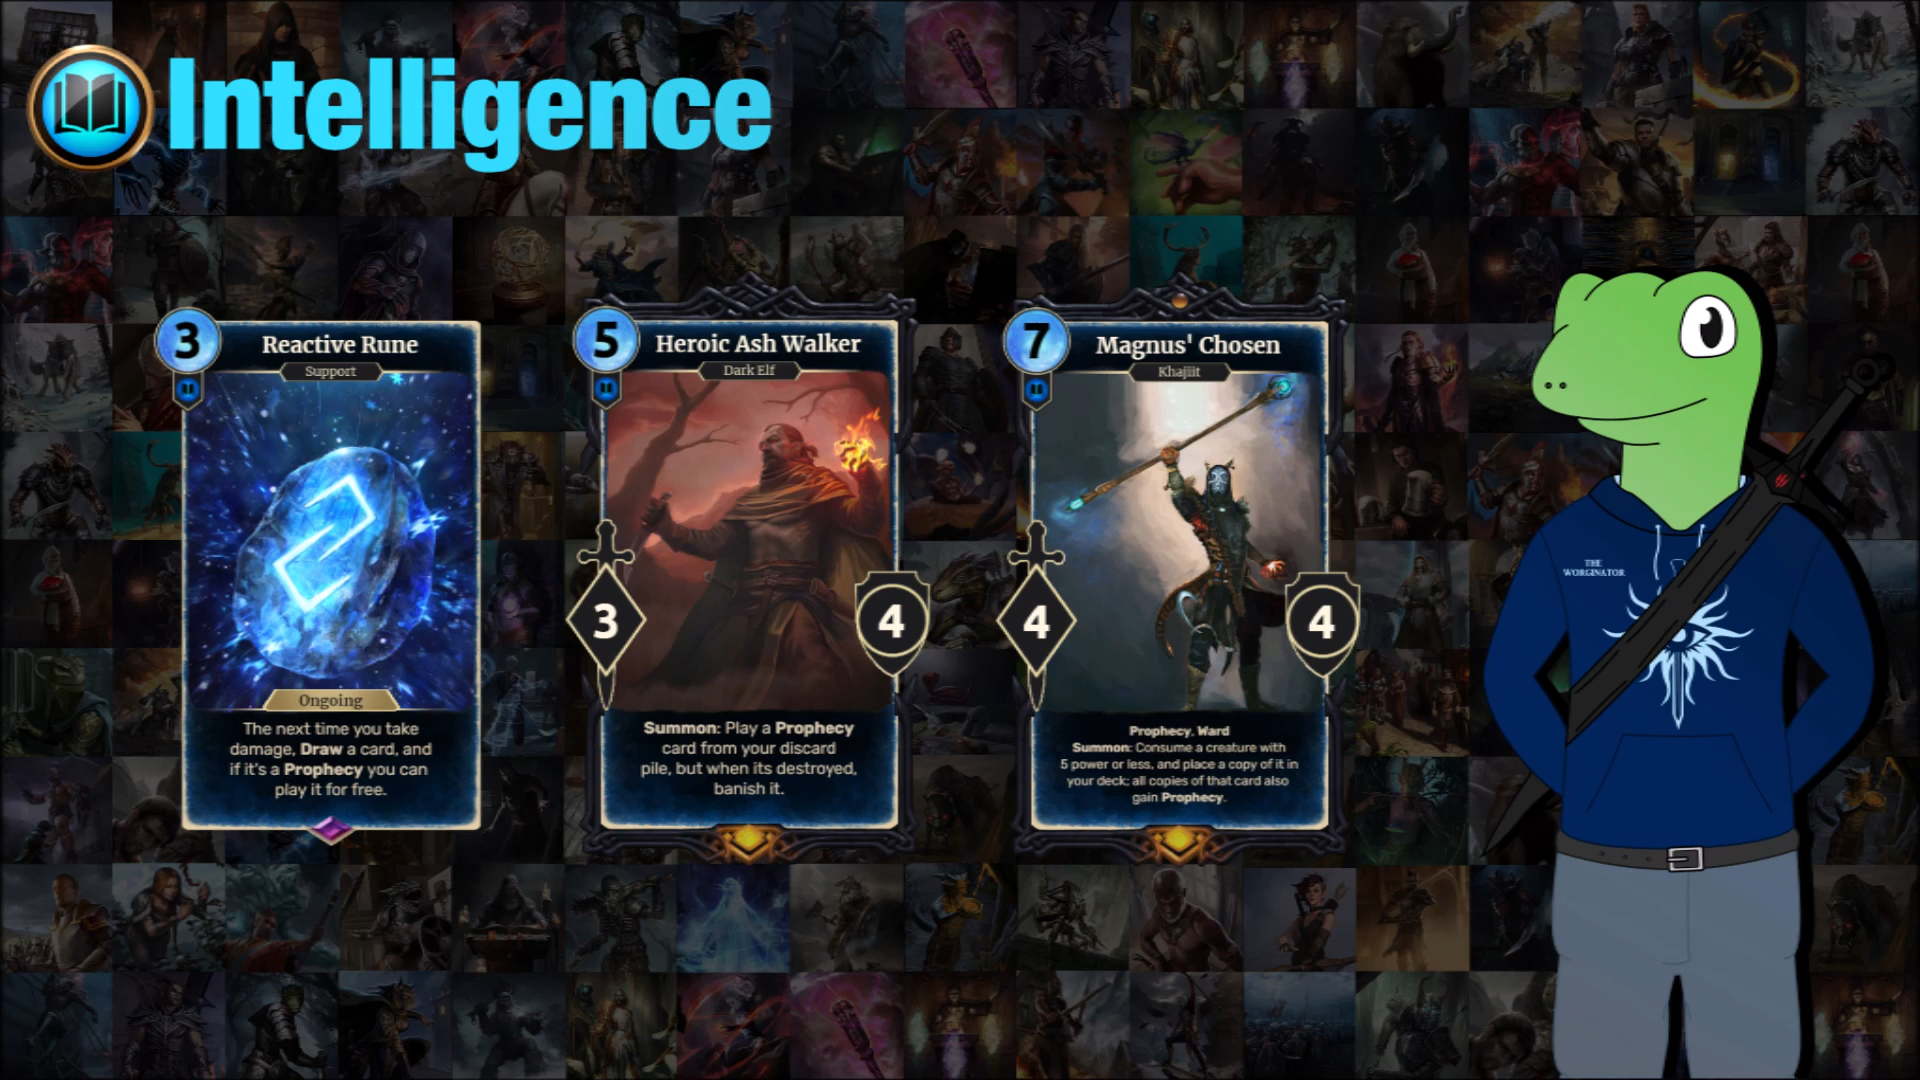 Intelligence
3
Reactive Rune
Support
Ongoing
The next time you take
damage, Draw a card, and
if it's a Prophecy you can
play it for free.
5
Heroic Ash Walker
Dark Elf
3
4
Summon: Play a Prophecy
card from your discard
pile, but when its destroyed,
banish it.
7
Magnus' Chosen
Khajiit
4
4
Prophecy, Ward
Summon: Consume a creature with
5 power or less, and place a copy of it in
your deck; all copies of that card also
gain Prophecy.
THE
WORGINATOR